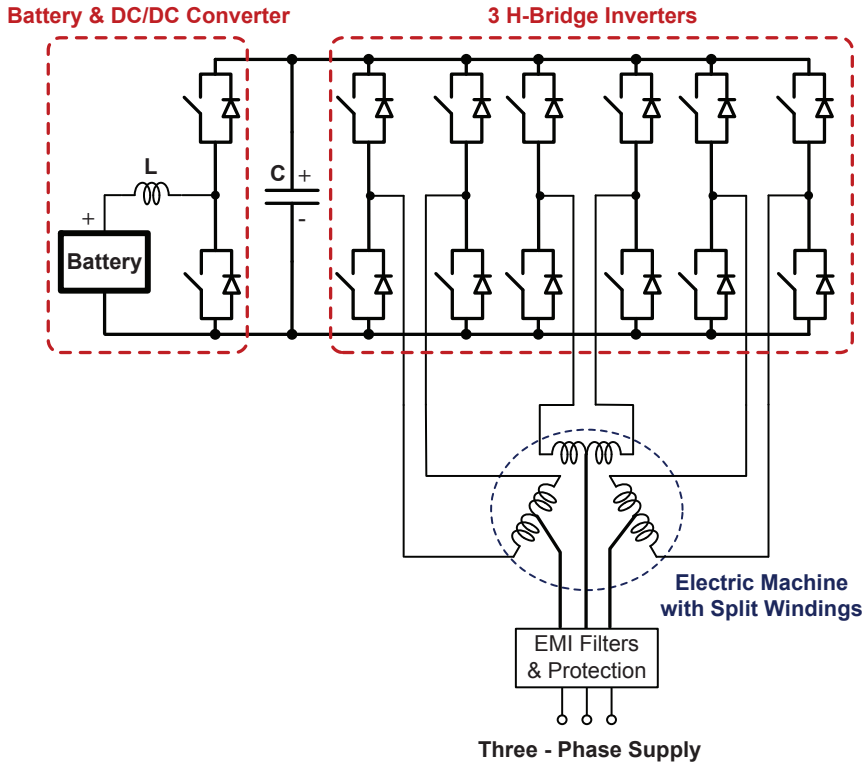 Battery & DC/DC Converter
3 H-Bridge Inverters
L
C
+
-
+
Battery
Electric Machine
with Split Windings
EMI Filters
& Protection
Three - Phase Supply